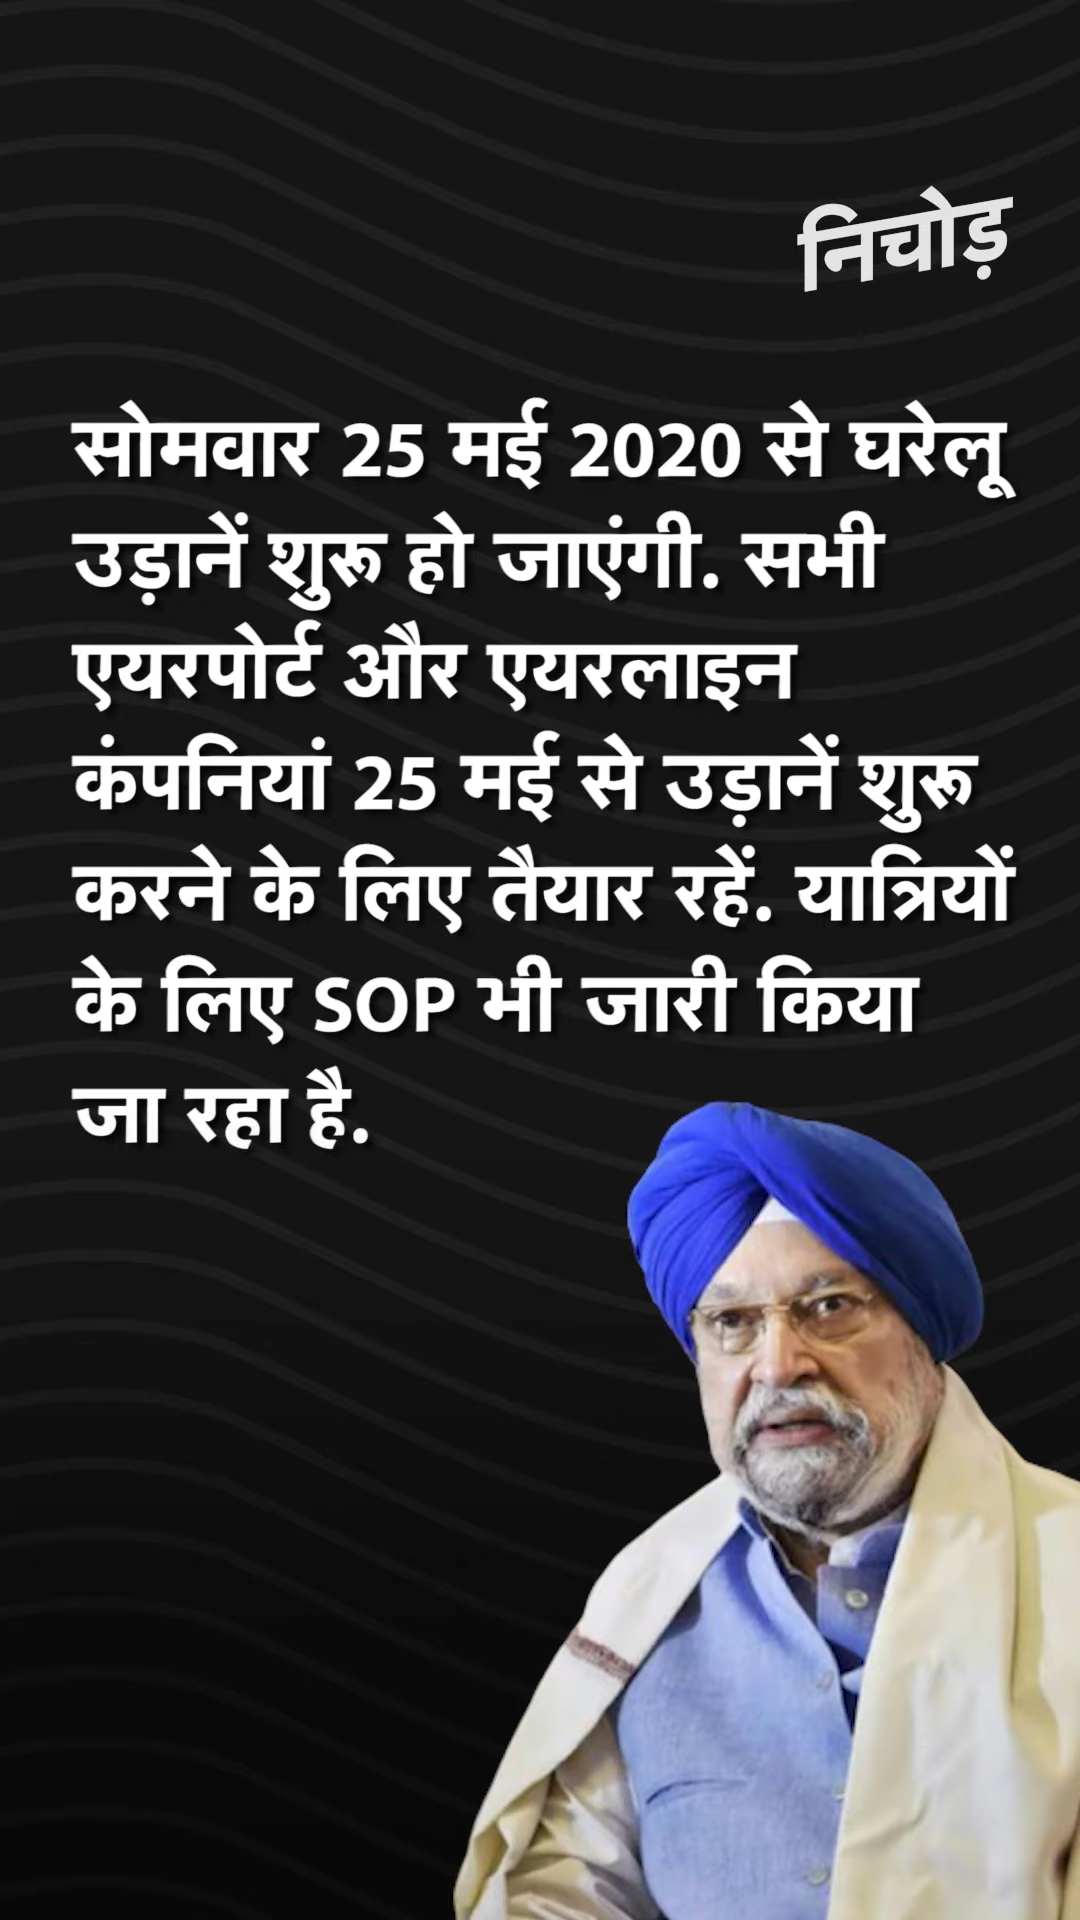 निचोड़
सोमवार 25 मई 2020 से घरेलू
उड़ानें शुरू हो जाएंगी. सभी
एयरपोर्ट और एयरलाइन
कंपनियां 25 मई से उड़ानें शुरू
करने के लिए तैयार रहें. यात्रियों
के लिए SOP भी जारी किया
जा रहा है.